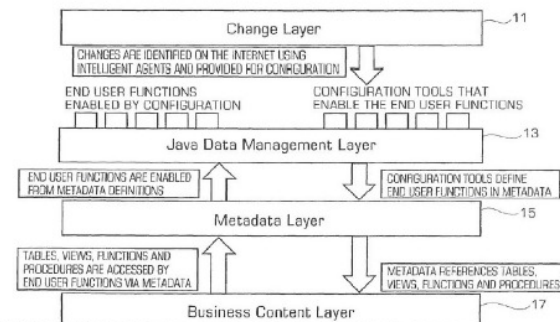 Change Layer
11
CHANGES ARE IDENTIFIED ON THE INTERNET USING
INTELLIGENT AGENTS AND PROVIDED FOR CONFIGURATION
END USER FUNCTIONS
ENABLED BY CONFIGURATION
CONFIGURATION TOOLS THAT
ENABLE THE END USER FUNCTIONS
Java Data Management Layer
13
END USER FUNCTIONS ARE ENABLED
FROM METADATA DEFINITIONS
CONFIGURATION TOOLS DEFINE
END USER FUNCTIONS IN METADATA
Metadata Layer
15
TABLES, VIEWS, FUNCTIONS AND
PROCEDURES ARE ACCESSED BY
END USER FUNCTIONS VIA METADATA
METADATA REFERENCES TABLES,
VIEWS, FUNCTIONS AND PROCEDURES
Business Content Layer
17